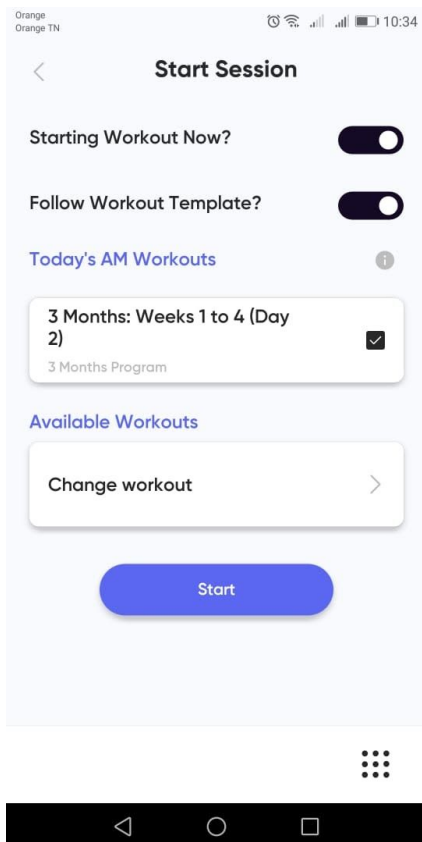 Orange
Orange TN
10:34
Start Session
Starting Workout Now?
Follow Workout Template?
Today's AM Workouts
3 Months: Weeks 1 to 4 (Day
2)
3 Months Program
Available Workouts
Change workout
Start